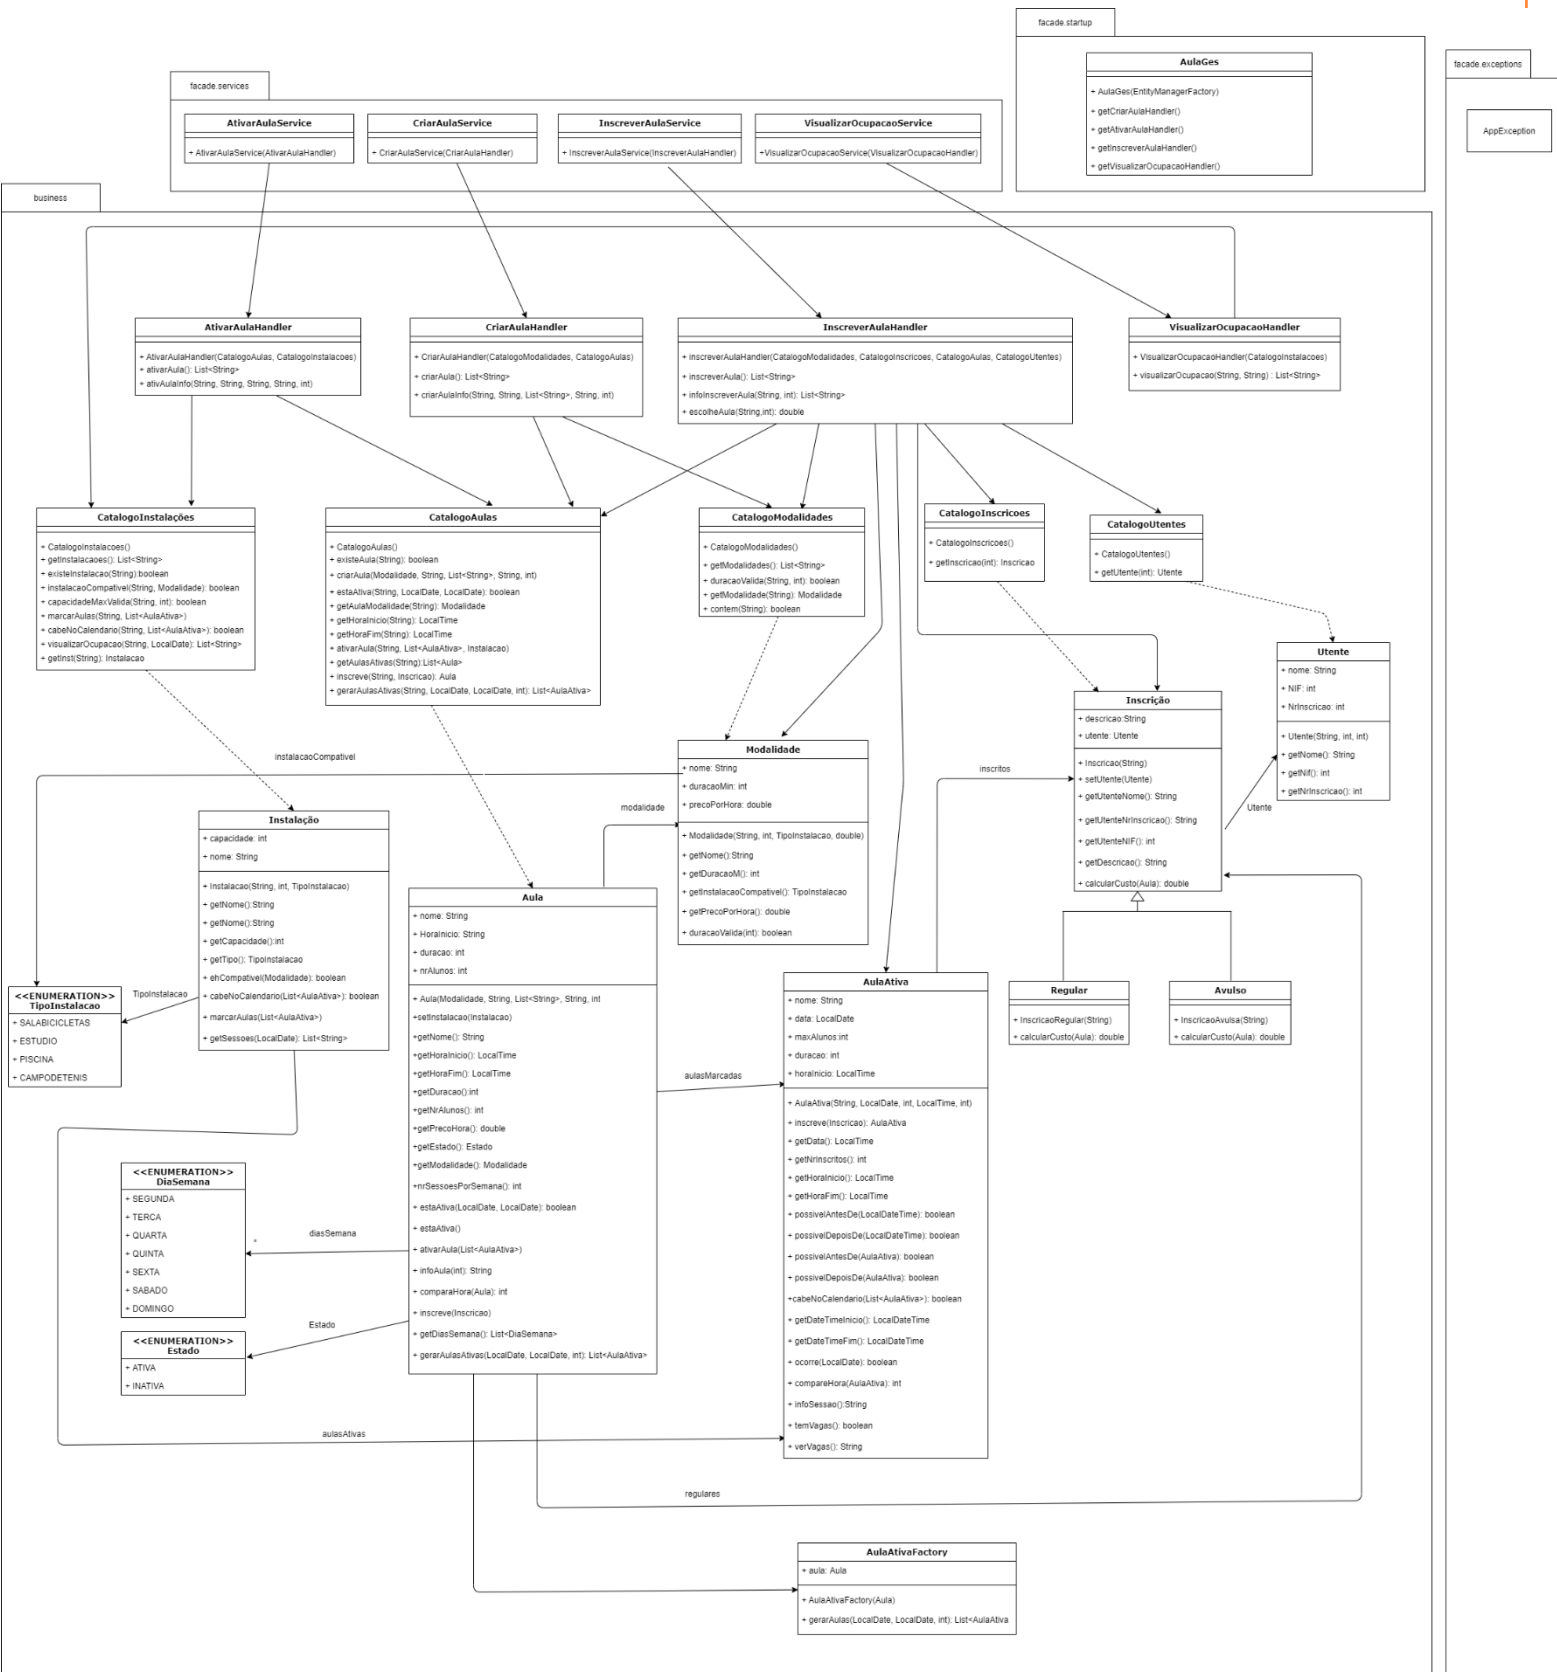 facade.startup
AulaGes
+ AulaGes(EntityManagerFactory)
+ getCriarAulaHandler()
+ getAtivarAulaHandler()
+ getInscreverAulaHandler()
+ getVisualizarOcupacaoHandler()
facade.exceptions
AppException
facade.services
AtivarAulaService
+ AtivarAulaService(AtivarAulaHandler)
CriarAulaService
+ CriarAulaService(CriarAulaHandler)
InscreverAulaService
+ InscreverAulaService(InscreverAulaHandler)
VisualizarOcupacaoService
+VisualizarOcupacaoService(VisualizarOcupacaoHandler)
business
AtivarAulaHandler
+ AtivarAulaHandler(CatalogoAulas, CatalogoInstalacoes)
+ ativarAula(): List<String>
+ ativAulaInfo(String, String, String, String, int)
CriarAulaHandler
+ CriarAulaHandler(CatalogoModalidades, CatalogoAulas)
+ criarAula(): List<String>
+ criarAulaInfo(String, String, List<String>, String, int)
InscreverAulaHandler
+ inscreverAulaHandler(CatalogoModalidades, CatalogoInscricoes, CatalogoAulas, CatalogoUtentes)
+ inscreverAula(): List<String>
+ infoInscreverAula(String, int): List<String>
+ escolheAula(String,int): double
VisualizarOcupacaoHandler
+ VisualizarOcupacaoHandler(CatalogoInstalacoes)
+ visualizarOcupacao(String, String) : List<String>
CatalogoInstalações
+ CatalogoInstalacoes()
+ getInstalacaoes(): List<String>
+ existeInstalacao(String):boolean
+ instalacaoCompativel(String, Modalidade): boolean
+ capacidadeMaxValida(String, int): boolean
+ marcarAulas(String, List<AulaAtiva>)
+ cabeNoCalendario(String, List<AulaAtiva>): boolean
+ visualizarOcupacao(String, LocalDate): List<String>
+ getInst(String): Instalacao
CatalogoAulas
+ CatalogoAulas()
+ existeAula(String): boolean
+ criarAula(Modalidade, String, List<String>, String, int)
+ estaAtiva(String, LocalDate, LocalDate): boolean
+ getAulaModalidade(String): Modalidade
+ getHoraInicio(String): LocalTime
+ getHoraFim(String): LocalTime
+ ativarAula(String, List<AulaAtiva>, Instalacao)
+ getAulasAtivas(String):List<Aula>
+ inscreve(String, Inscricao): Aula
+ gerarAulasAtivas(String, LocalDate, LocalDate, int): List<AulaAtiva>
CatalogoModalidades
+ CatalogoModalidades()
+ getModalidades(): List<String>
+ duracaoValida(String, int): boolean
+ getModalidade(String): Modalidade
+ contem(String): boolean
CatalogoInscricoes
+ CatalogoInscricoes()
+ getInscricao(int): Inscricao
CatalogoUtentes
+ CatalogoUtentes()
+ getUtente(int): Utente
Utente
+ nome: String
+ NIF: int
+ NrInscricao: int
+ Utente(String, int, int)
+ getNome(): String
+ getNif(): int
+ getNrInscricao(): int
Inscrição
+ descricao:String
+ utente: Utente
+ Inscricao(String)
+ setUtente(Utente)
+ getUtenteNome(): String
+ getUtenteNrInscricao(): String
+ getUtenteNIF(): int
+ getDescricao(): String
+ calcularCusto(Aula): double
Utente
inscritos
instalacaoCompativel
modalidade
Modalidade
+ nome: String
+ duracaoMin: int
+ precoPorHora: double
+ Modalidade(String, int, TipoInstalacao, double)
+ getNome():String
+ getDuracaoM(): int
+ getInstalacaoCompativel(): TipoInstalacao
+ getPrecoPorHora(): double
+ duracaoValida(int): boolean
Instalação
+ capacidade: int
+ nome: String
+ Instalacao(String, int, TipoInstalacao)
+ getNome():String
+ getNome():String
+ getCapacidade():int
+ getTipo(): TipoInstalacao
+ ehCompativel(Modalidade): boolean
+ cabeNoCalendario(List<AulaAtiva>): boolean
+ marcarAulas(List<AulaAtiva>)
+ getSessoes(LocalDate): List<String>
TipoInstalacao
<<ENUMERATION>>
TipoInstalacao
+ SALABICICLETAS
+ ESTUDIO
+ PISCINA
+ CAMPODETENIS
Aula
+ nome: String
+ HoraInicio: String
+ duracao: int
+ nrAlunos: int
+ Aula(Modalidade, String, List<String>, String, int
+setInstalacao(Instalacao)
+getNome(): String
+getHoraInicio(): LocalTime
+getHoraFim(): LocalTime
+getDuracao():int
+getNrAlunos(): int
+getPrecoHora(): double
+getEstado(): Estado
+getModalidade(): Modalidade
+nrSessoesPorSemana(): int
+ estaAtiva(LocalDate, LocalDate): boolean
+ estaAtiva()
+ ativarAula(List<AulaAtiva>)
+ infoAula(int): String
+ comparaHora(Aula): int
+ inscreve(Inscricao)
+ getDiasSemana(): List<DiaSemana>
+ gerarAulasAtivas(LocalDate, LocalDate, int): List<AulaAtiva>
aulasMarcadas
AulaAtiva
+ nome: String
+ data: LocalDate
+ maxAlunos:int
+ duracao: int
+ horaInicio: LocalTime
+ AulaAtiva(String, LocalDate, int, LocalTime, int)
+ inscreve(Inscricao): AulaAtiva
+ getData(): LocalTime
+ getNrInscritos(): int
+ getHoraInicio(): LocalTime
+ getHoraFim(): LocalTime
+ possivelAntesDe(LocalDateTime): boolean
+ possivelDepoisDe(LocalDateTime): boolean
+ possivelAntesDe(AulaAtiva): boolean
+ possivelDepoisDe(AulaAtiva): boolean
+cabeNoCalendario(List<AulaAtiva>): boolean
+ getDateTimeInicio(): LocalDateTime
+ getDateTimeFim(): LocalDateTime
+ ocorre(LocalDate): boolean
+ compareHora(AulaAtiva): int
+ infoSessao():String
+ temVagas(): boolean
+ verVagas(): String
Regular
+ InscricaoRegular(String)
+ calcularCusto(Aula): double
Avulso
+ InscricaoAvulsa(String)
+ calcularCusto(Aula): double
<<ENUMERATION>>
DiaSemana
+ SEGUNDA
+ TERCA
+ QUARTA
+ QUINTA
+ SEXTA
+ SABADO
+ DOMINGO
*
diasSemana
<<ENUMERATION>>
Estado
+ ATIVA
+ INATIVA
Estado
aulasAtivas
regulares
AulaAtivaFactory
+ aula: Aula
+ AulaAtivaFactory(Aula)
+ gerarAulas(LocalDate, LocalDate, int): List<AulaAtiva